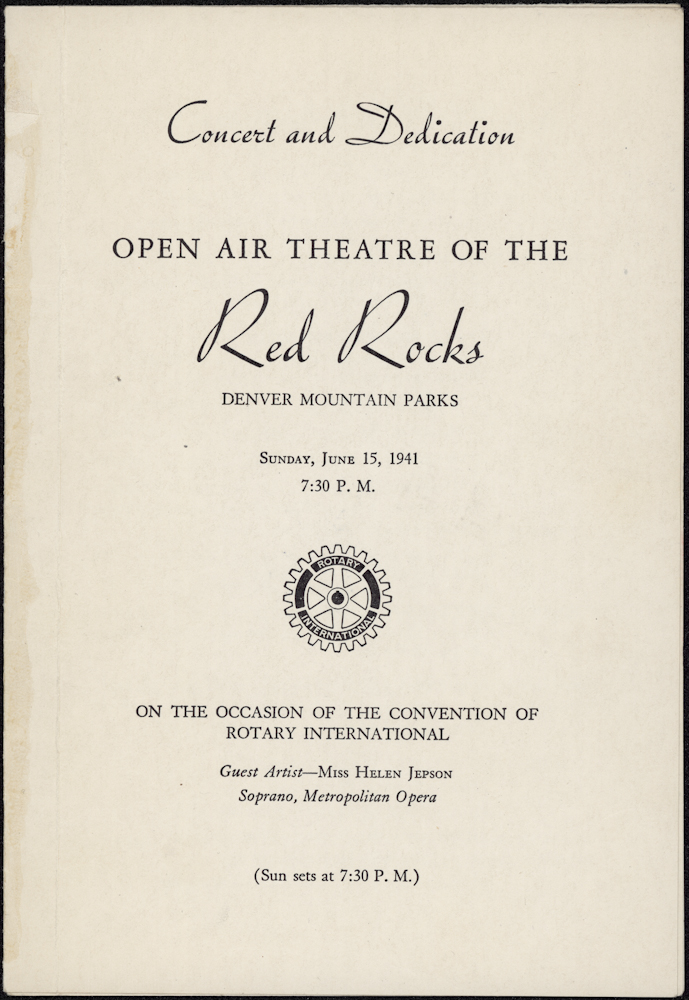 Concert and Dedication
OPEN AIR THEATRE OF THE
Red Rocks
DENVER MOUNTAIN PARKS
Sunday, June 15, 1941
7:30 P. M.
ROTARY
INTERNATIONAL
ON THE OCCASION OF THE CONVENTION OF
ROTARY INTERNATIONAL
Guest Artist—Miss Helen Jepson
Soprano, Metropolitan Opera
(Sun sets at 7:30 P. M.)